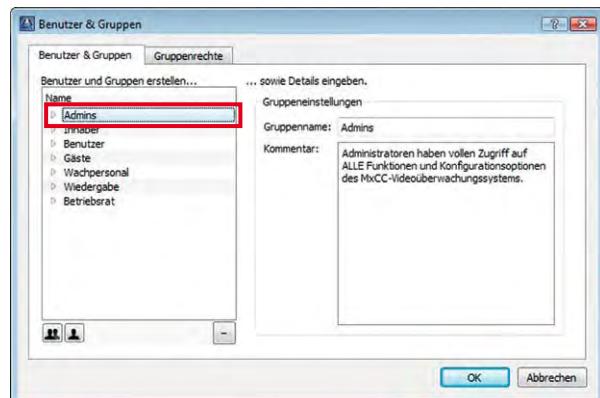 Benutzer & Gruppen
Benutzer & Gruppen Gruppenrechte
Benutzer und Gruppen erstellen...
... sowie Details eingeben.
Name
Admins
Inhaber
Benutzer
Gäste
Wachpersonal
Wiedergabe
Betriebsrat
Gruppeneinstellungen
Gruppenname: Admins
Kommentar:
Administratoren haben vollen Zugriff auf
ALLE Funktionen und Konfigurationsoptionen
des MxCC-Videoüberwachungssystems.
OK Abbrechen